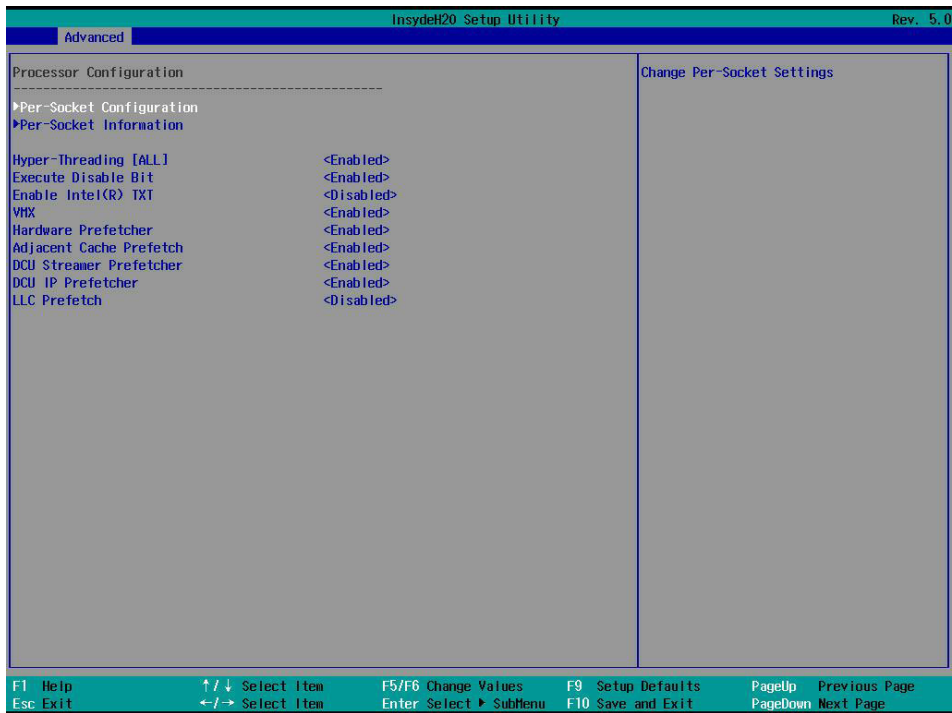 InsydeH20 Setup Utility Rev. 5.0
Advanced
Processor Configuration
Change Per-Socket Settings
------------------------------------------------
▶Per-Socket Configuration
▶Per-Socket Information
Hyper-Threading [ALL] <Enabled>
Execute Disable Bit <Enabled>
Enable Intel(R) TXT <Disabled>
VMX <Enabled>
Hardware Prefetcher <Enabled>
Adjacent Cache Prefetch <Enabled>
DCU Streamer Prefetcher <Enabled>
DCU IP Prefetcher <Enabled>
LLC Prefetch <Disabled>
F1 Help ↑/↓ Select Item F5/F6 Change Values F9 Setup Defaults PageUp Previous Page
Esc Exit ←/→ Select Item Enter Select ▶ SubMenu F10 Save and Exit PageDown Next Page